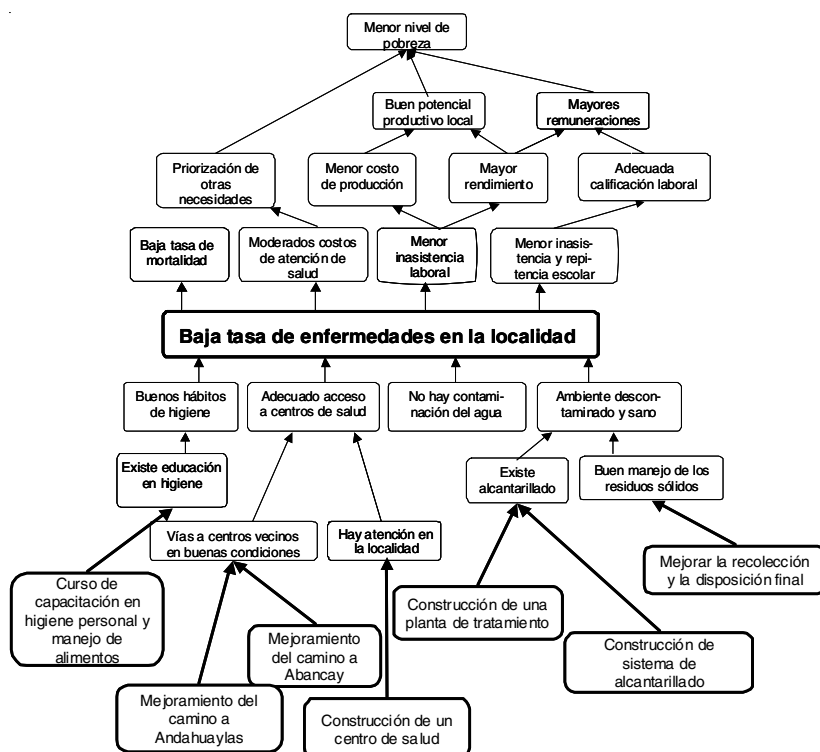 Menor nivel de
pobreza
Buen potencial
productivo local
Mayores
remuneraciones
Priorización de
otras
necesidades
Menor costo
de producción
Mayor
rendimiento
Adecuada
calificación laboral
Baja tasa de
mortalidad
Moderados costos
de atención de
salud
Menor
inasistencia
laboral
Menor inasis-
tencia y repi-
tencia escolar
Baja tasa de enfermedades en la localidad
Buenos hábitos
de higiene
Adecuado acceso
a centros de salud
No hay contami-
nación del agua
Ambiente descon-
taminado y sano
Existe educación
en higiene
Existe
alcantarillado
Buen manejo de los
residuos sólidos
Vías a centros vecinos
en buenas condiciones
Hay atención en
la localidad
Curso de
capacitación en
higiene personal y
manejo de
alimentos
Mejoramiento
del camino a
Abancay
Construcción de una
planta de tratamiento
Mejorar la recolección
y la disposición final
Mejoramiento del
camino a
Andahuaylas
Construcción de un
centro de salud
Construcción de
sistema de
alcantarillado